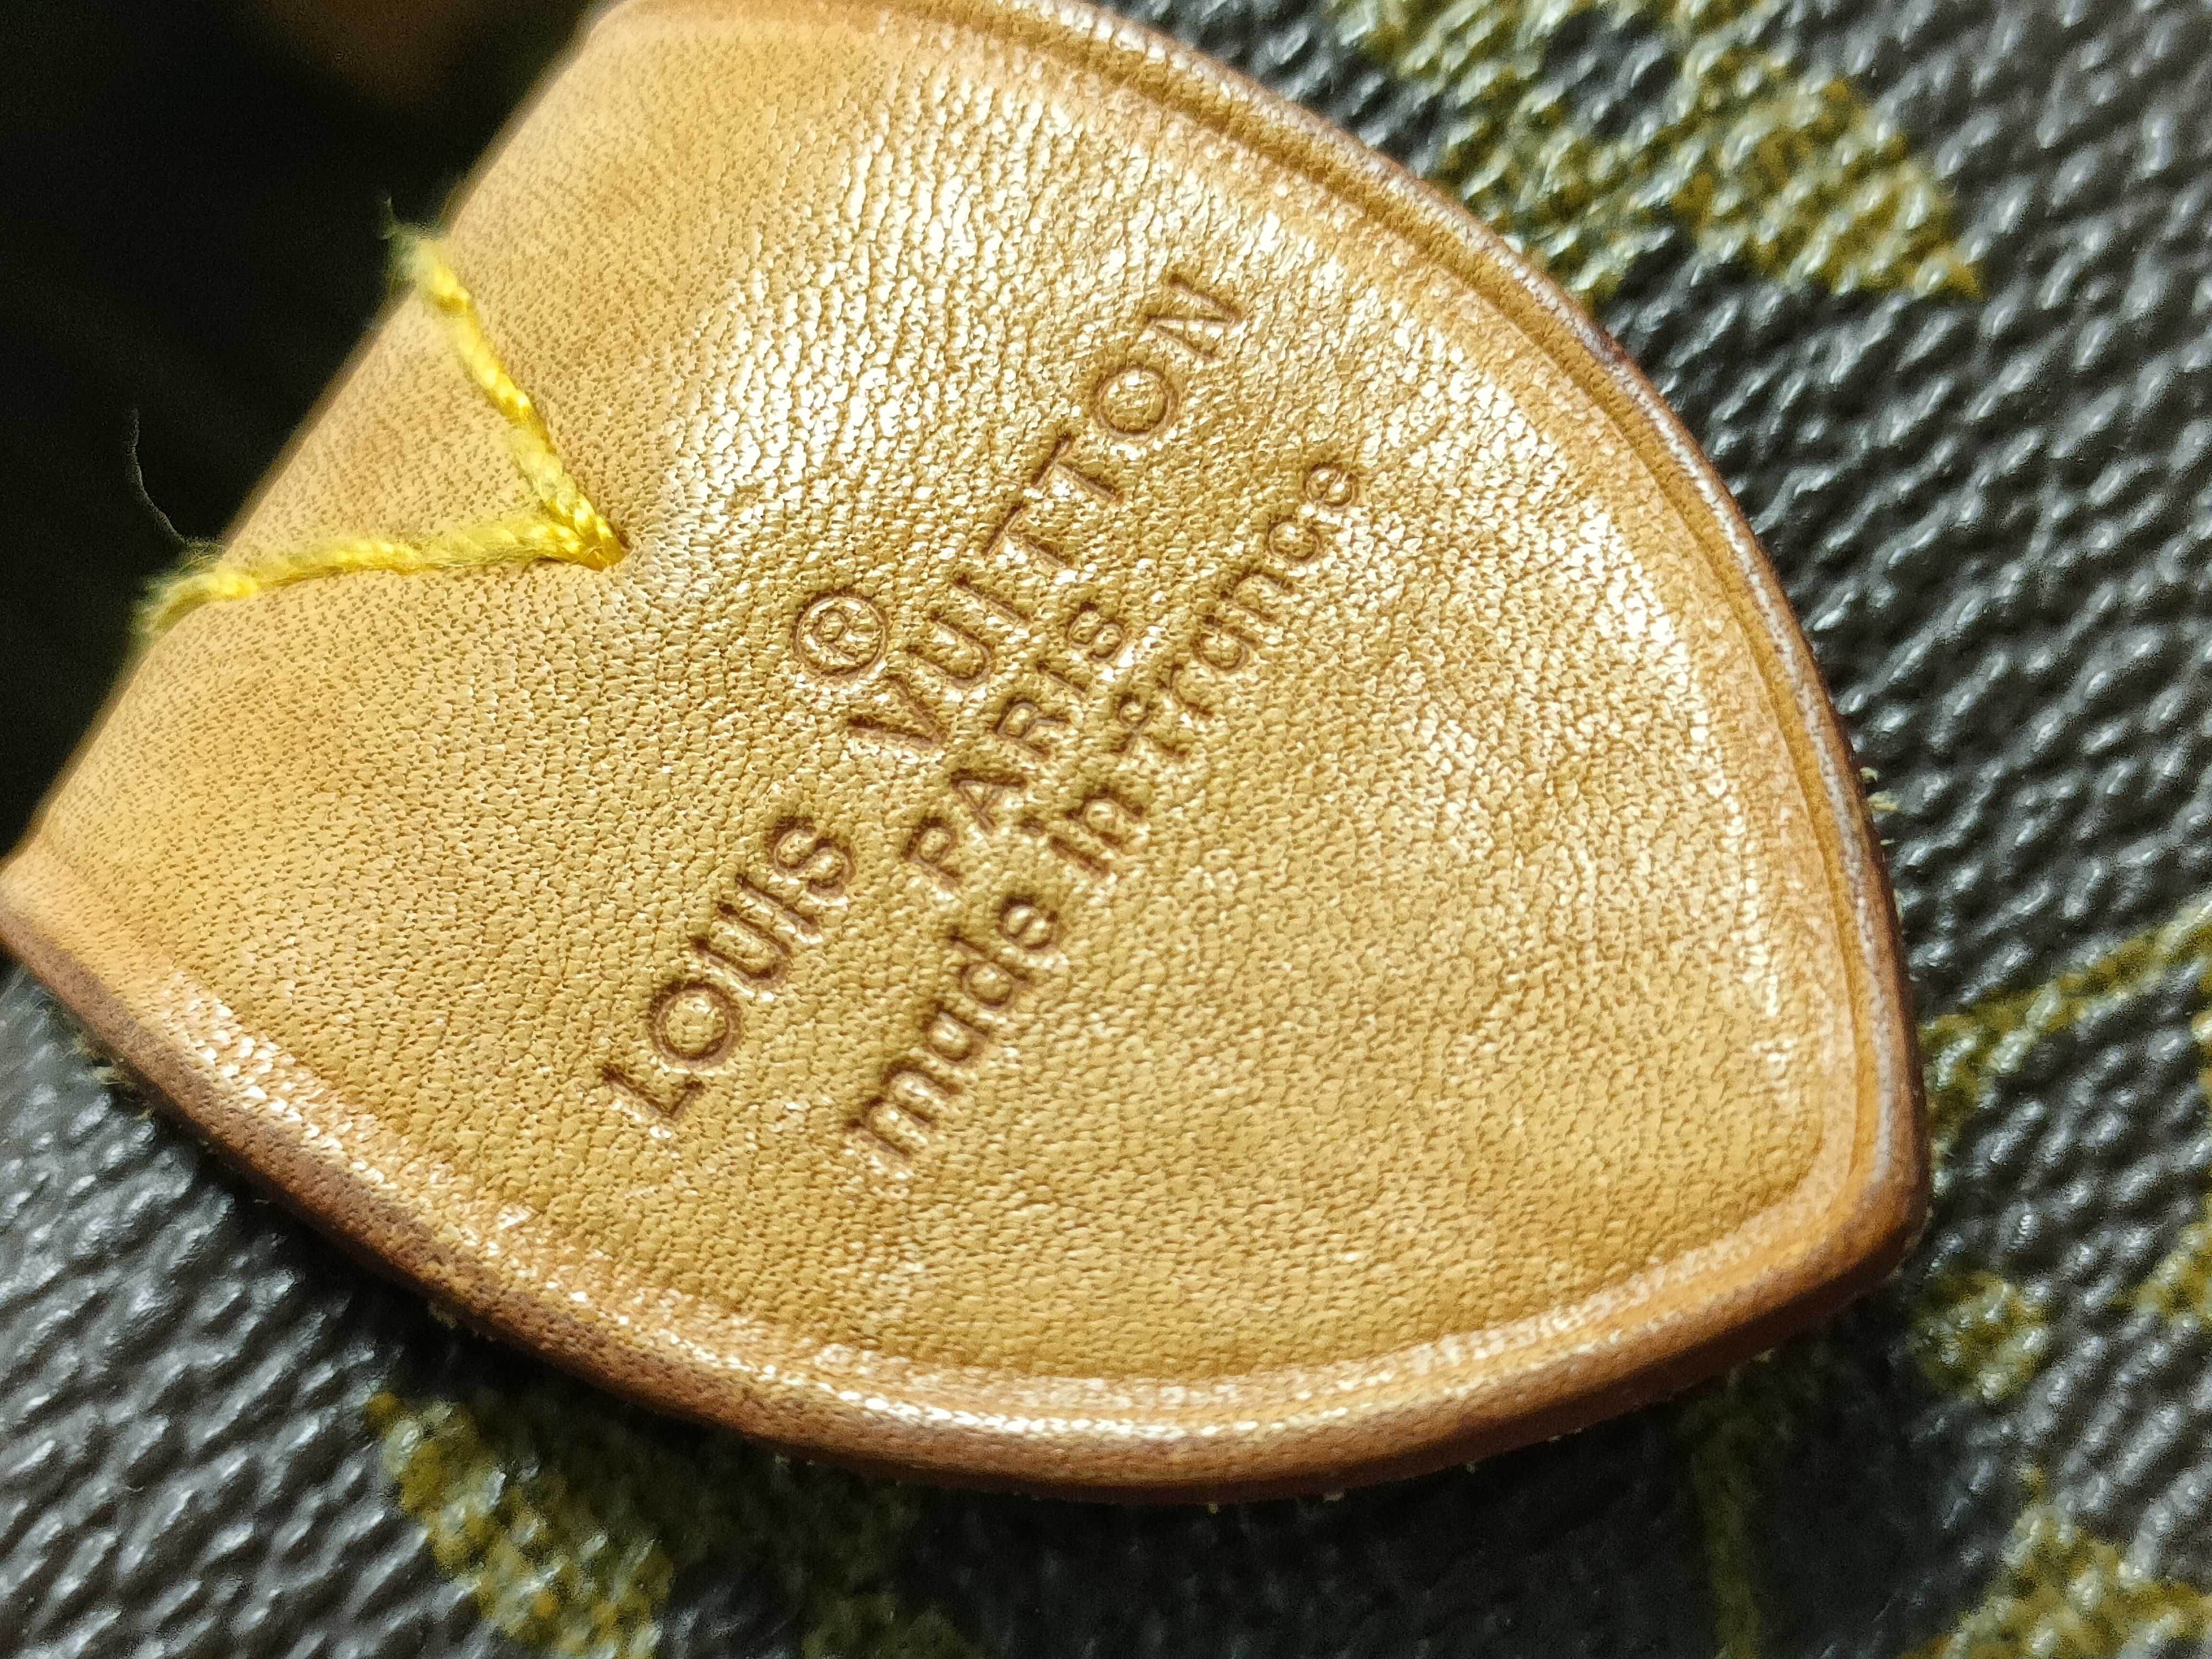 ®
LOUIS VUITTON
PARIS
made in france